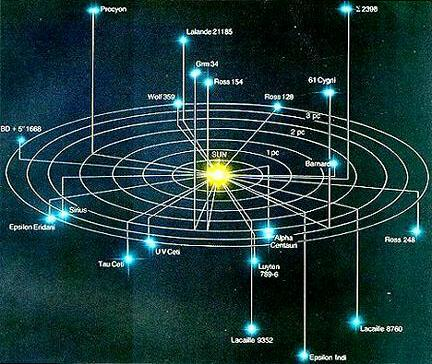 Procyon
Σ 2398
Lalande 21185
Grm 34
Ross 154
61 Cygni
Wolf 359
Ross 128
3 pc
BD + 5° 1668
2 pc
1 pc
SUN
Barnard
Sirius
Epsilon Eridani
Alpha
Centauri
Ross 248
UV Ceti
Tau Ceti
Luyton
789-6
Lacaille 9352
Lacaille 8760
Epsilon Indi